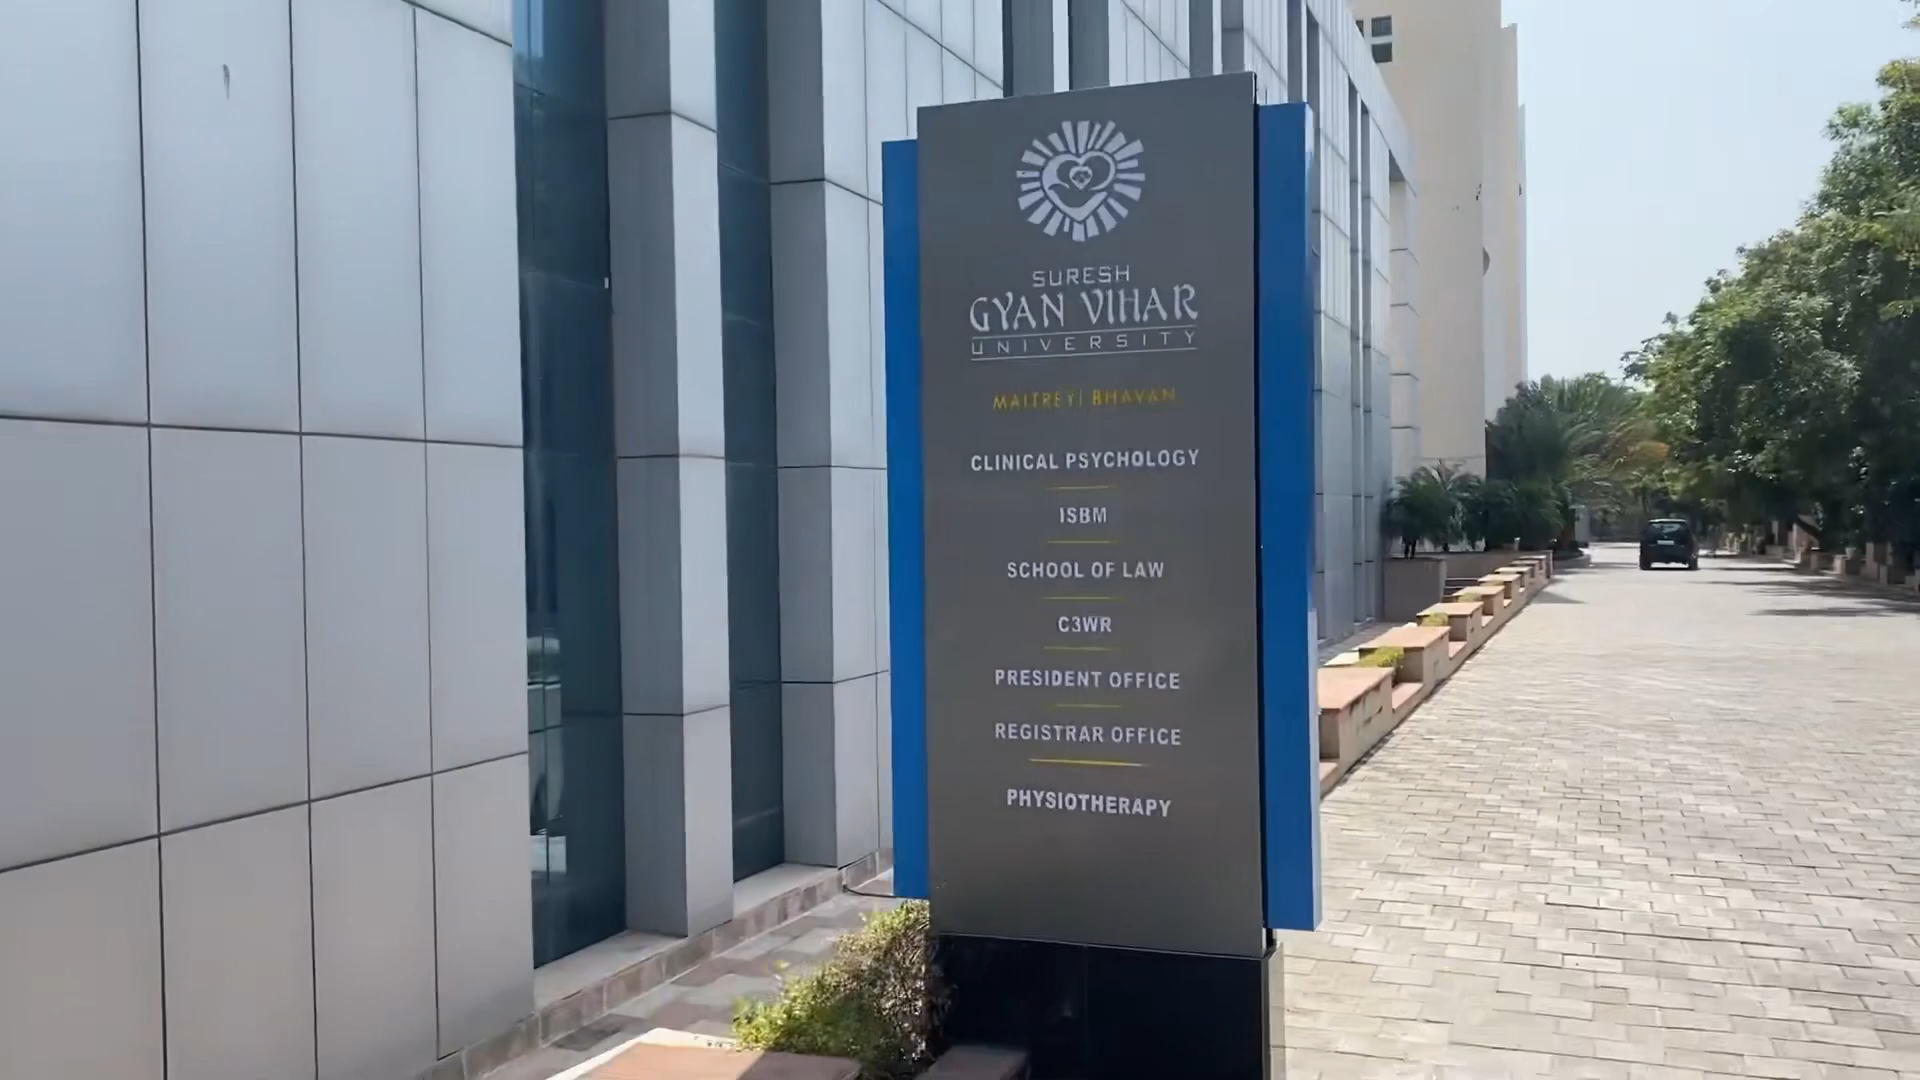 SURESH
GYAN VIHAR
UNIVERSITY
MAITREYI BHAVAN
CLINICAL PSYCHOLOGY
ISBM
SCHOOL OF LAW
C3WR
PRESIDENT OFFICE
REGISTRAR OFFICE
PHYSIOTHERAPY